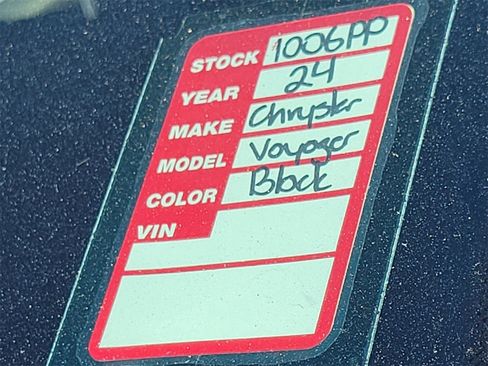 STOCK 1006PP
YEAR 24
MAKE Chrysler
MODEL Voyager
COLOR Black
VIN